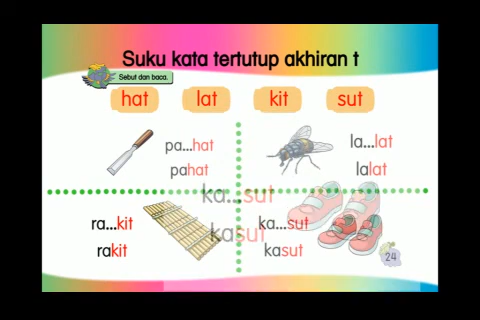 Suku kata tertutup akhiran t
Sebut dan baca.
hat lat kit sut
pa...hat
pahat
la...lat
lalat
ka...sut
kasut
ra...kit
rakit
ka...sut
kasut
24